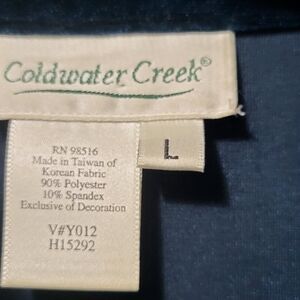 Coldwater Creek®
L
RN 98516
Made in Taiwan of
Korean Fabric
90% Polyester
10% Spandex
Exclusive of Decoration
V#Y012
H15292